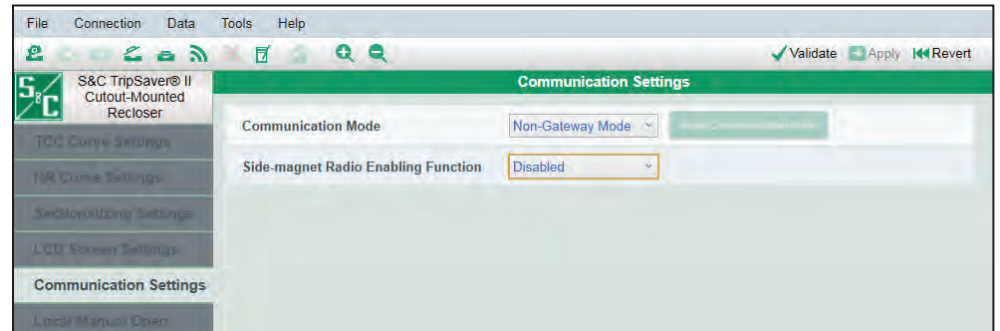 File Connection Data Tools Help
Validate Apply Revert
S&C
S&C TripSaver® II
Cutout-Mounted
Recloser
Communication Settings
Communication Mode Non-Gateway Mode
Side-magnet Radio Enabling Function Disabled
TCC Curve Settings
NR Curve Settings
Sectionalizing Settings
LCD Screen Settings
Communication Settings
Local Manual Open